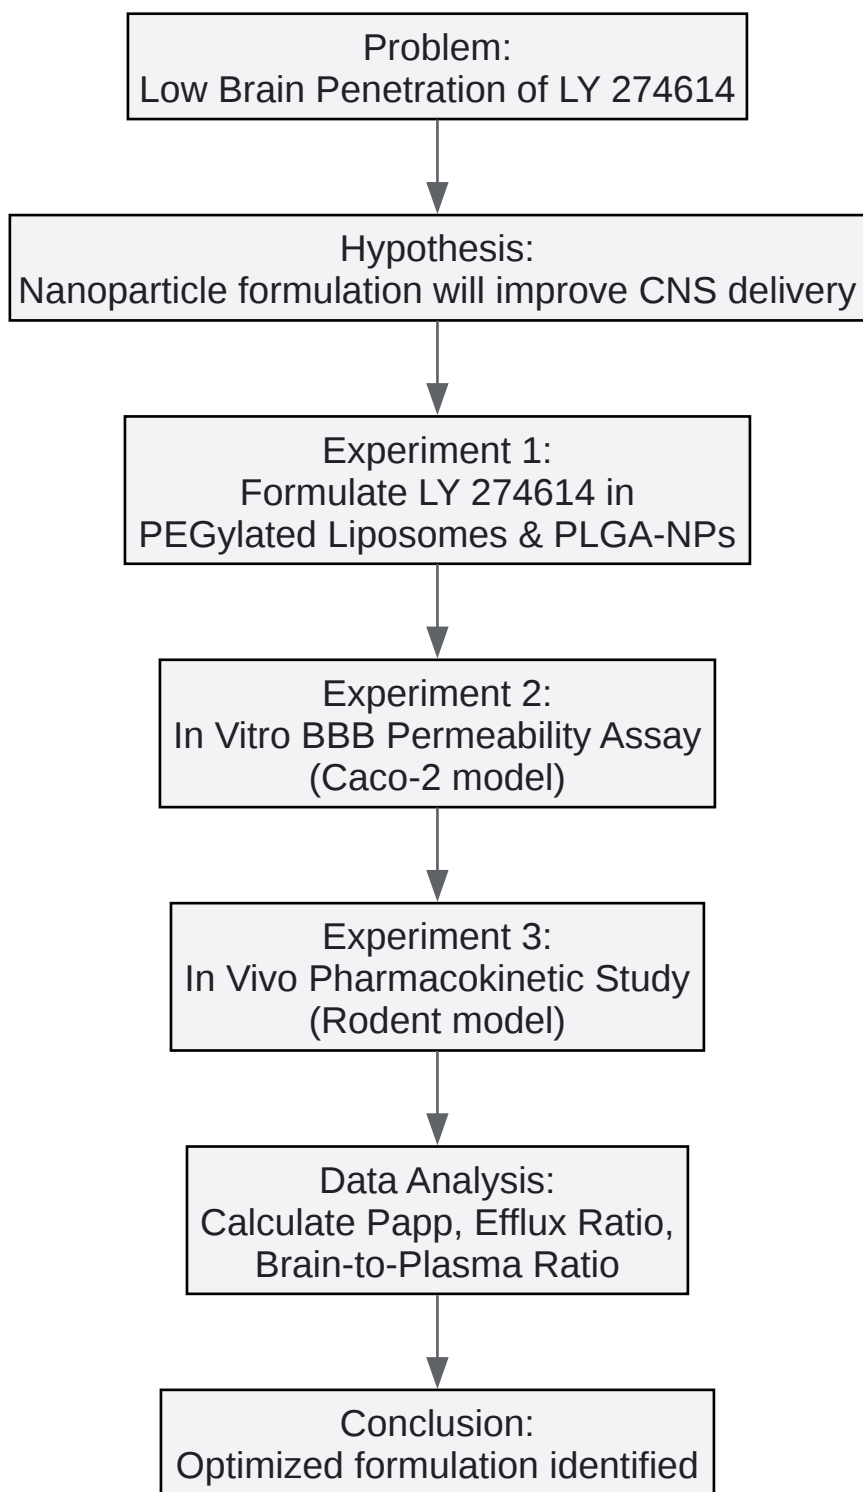 Problem:
Low Brain Penetration of LY 274614
Hypothesis:
Nanoparticle formulation will improve CNS delivery
Experiment 1:
Formulate LY 274614 in
PEGylated Liposomes & PLGA-NPs
Experiment 2:
In Vitro BBB Permeability Assay
(Caco-2 model)
Experiment 3:
In Vivo Pharmacokinetic Study
(Rodent model)
Data Analysis:
Calculate Papp, Efflux Ratio,
Brain-to-Plasma Ratio
Conclusion:
Optimized formulation identified